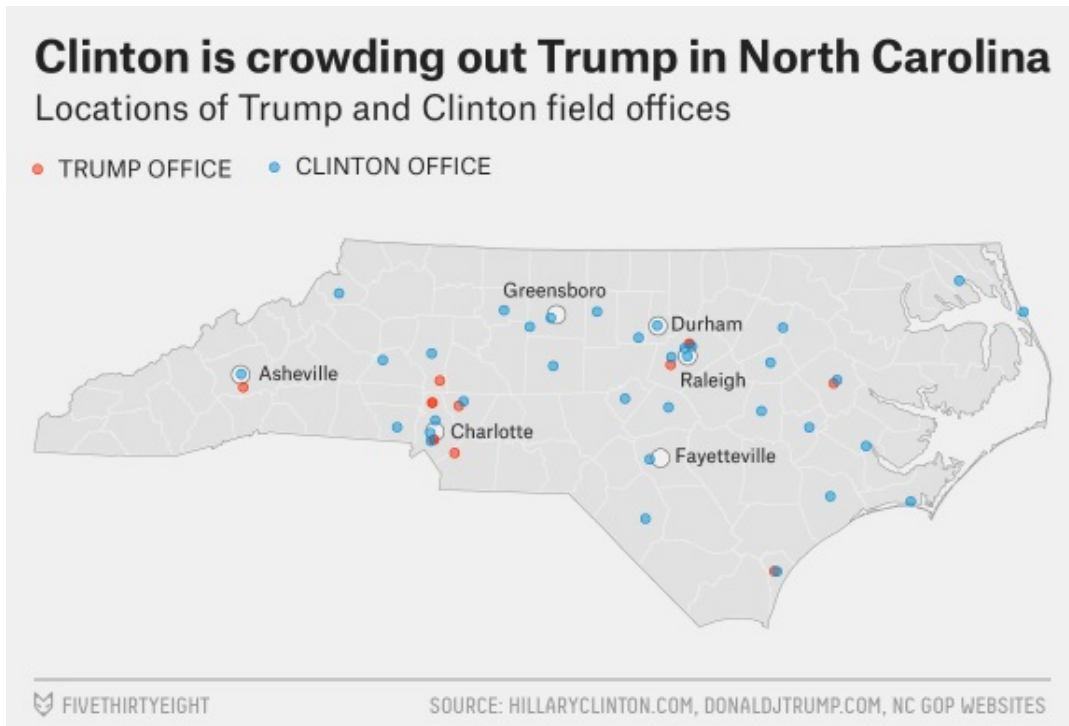 Clinton is crowding out Trump in North Carolina
Locations of Trump and Clinton field offices
TRUMP OFFICE CLINTON OFFICE
Greensboro
Durham
Asheville
Raleigh
Charlotte
Fayetteville
FIVETHIRTYEIGHT SOURCE: HILLARYCLINTON.COM, DONALDJTRUMP.COM, NC GOP WEBSITES